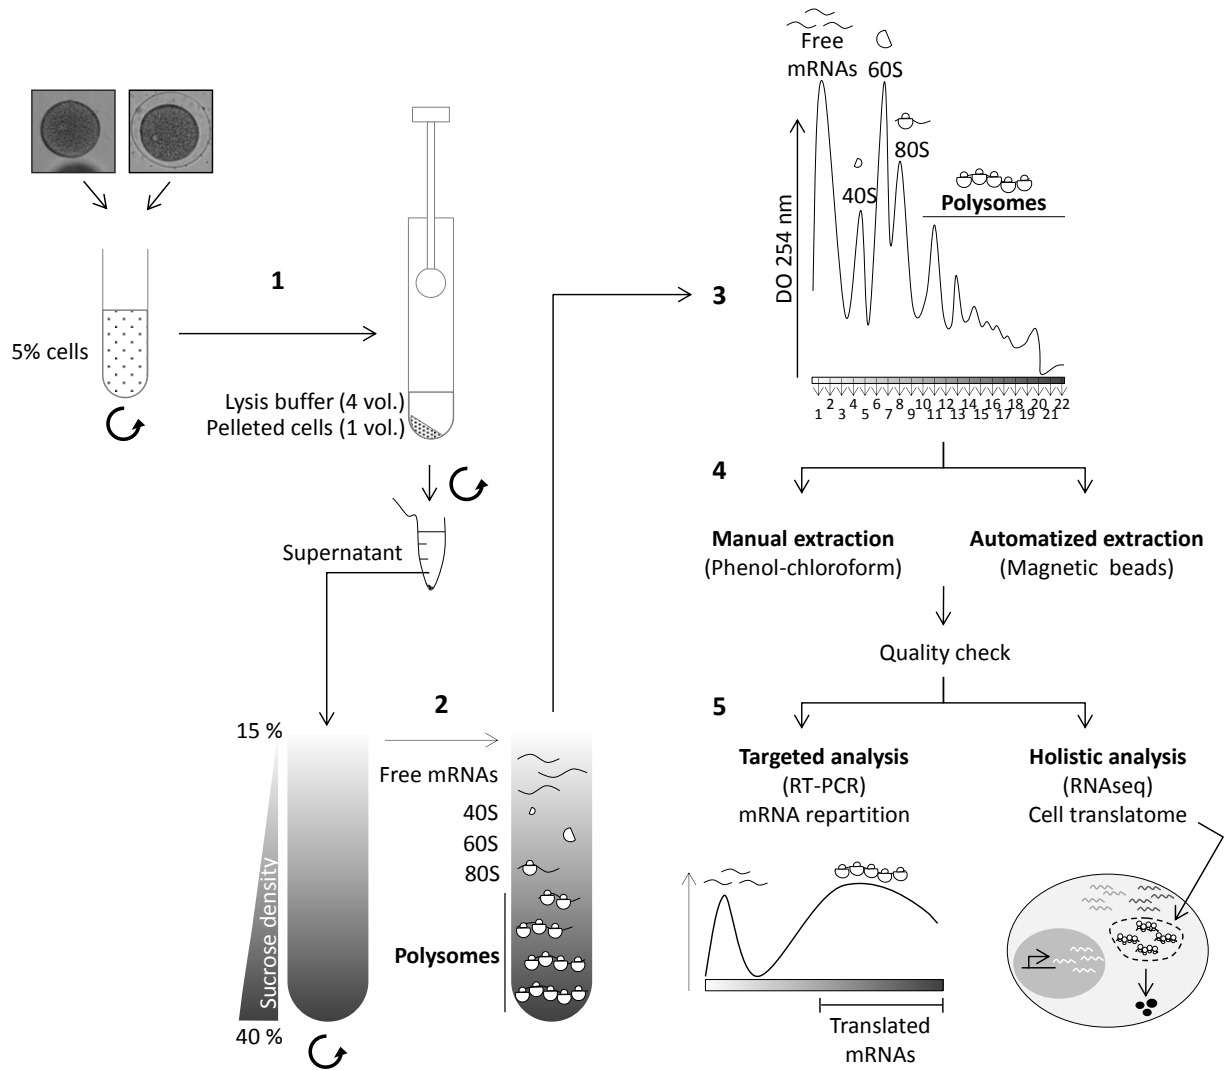 1
5% cells
Lysis buffer (4 vol.)
Pelleted cells (1 vol.)
Supernatant
2
15 %
Sucrose density
40 %
Free mRNAs
40S
60S
80S
Polysomes
3
DO 254 nm
Free
mRNAs
40S
60S
80S
Polysomes
1 2 3 4 5 6 7 8 9 10 11 12 13 14 15 16 17 18 19 20 21 22
4
Manual extraction
(Phenol-chloroform)
Automatized extraction
(Magnetic beads)
Quality check
5
Targeted analysis
(RT-PCR)
mRNA repartition
Translated
mRNAs
Holistic analysis
(RNAseq)
Cell translatome